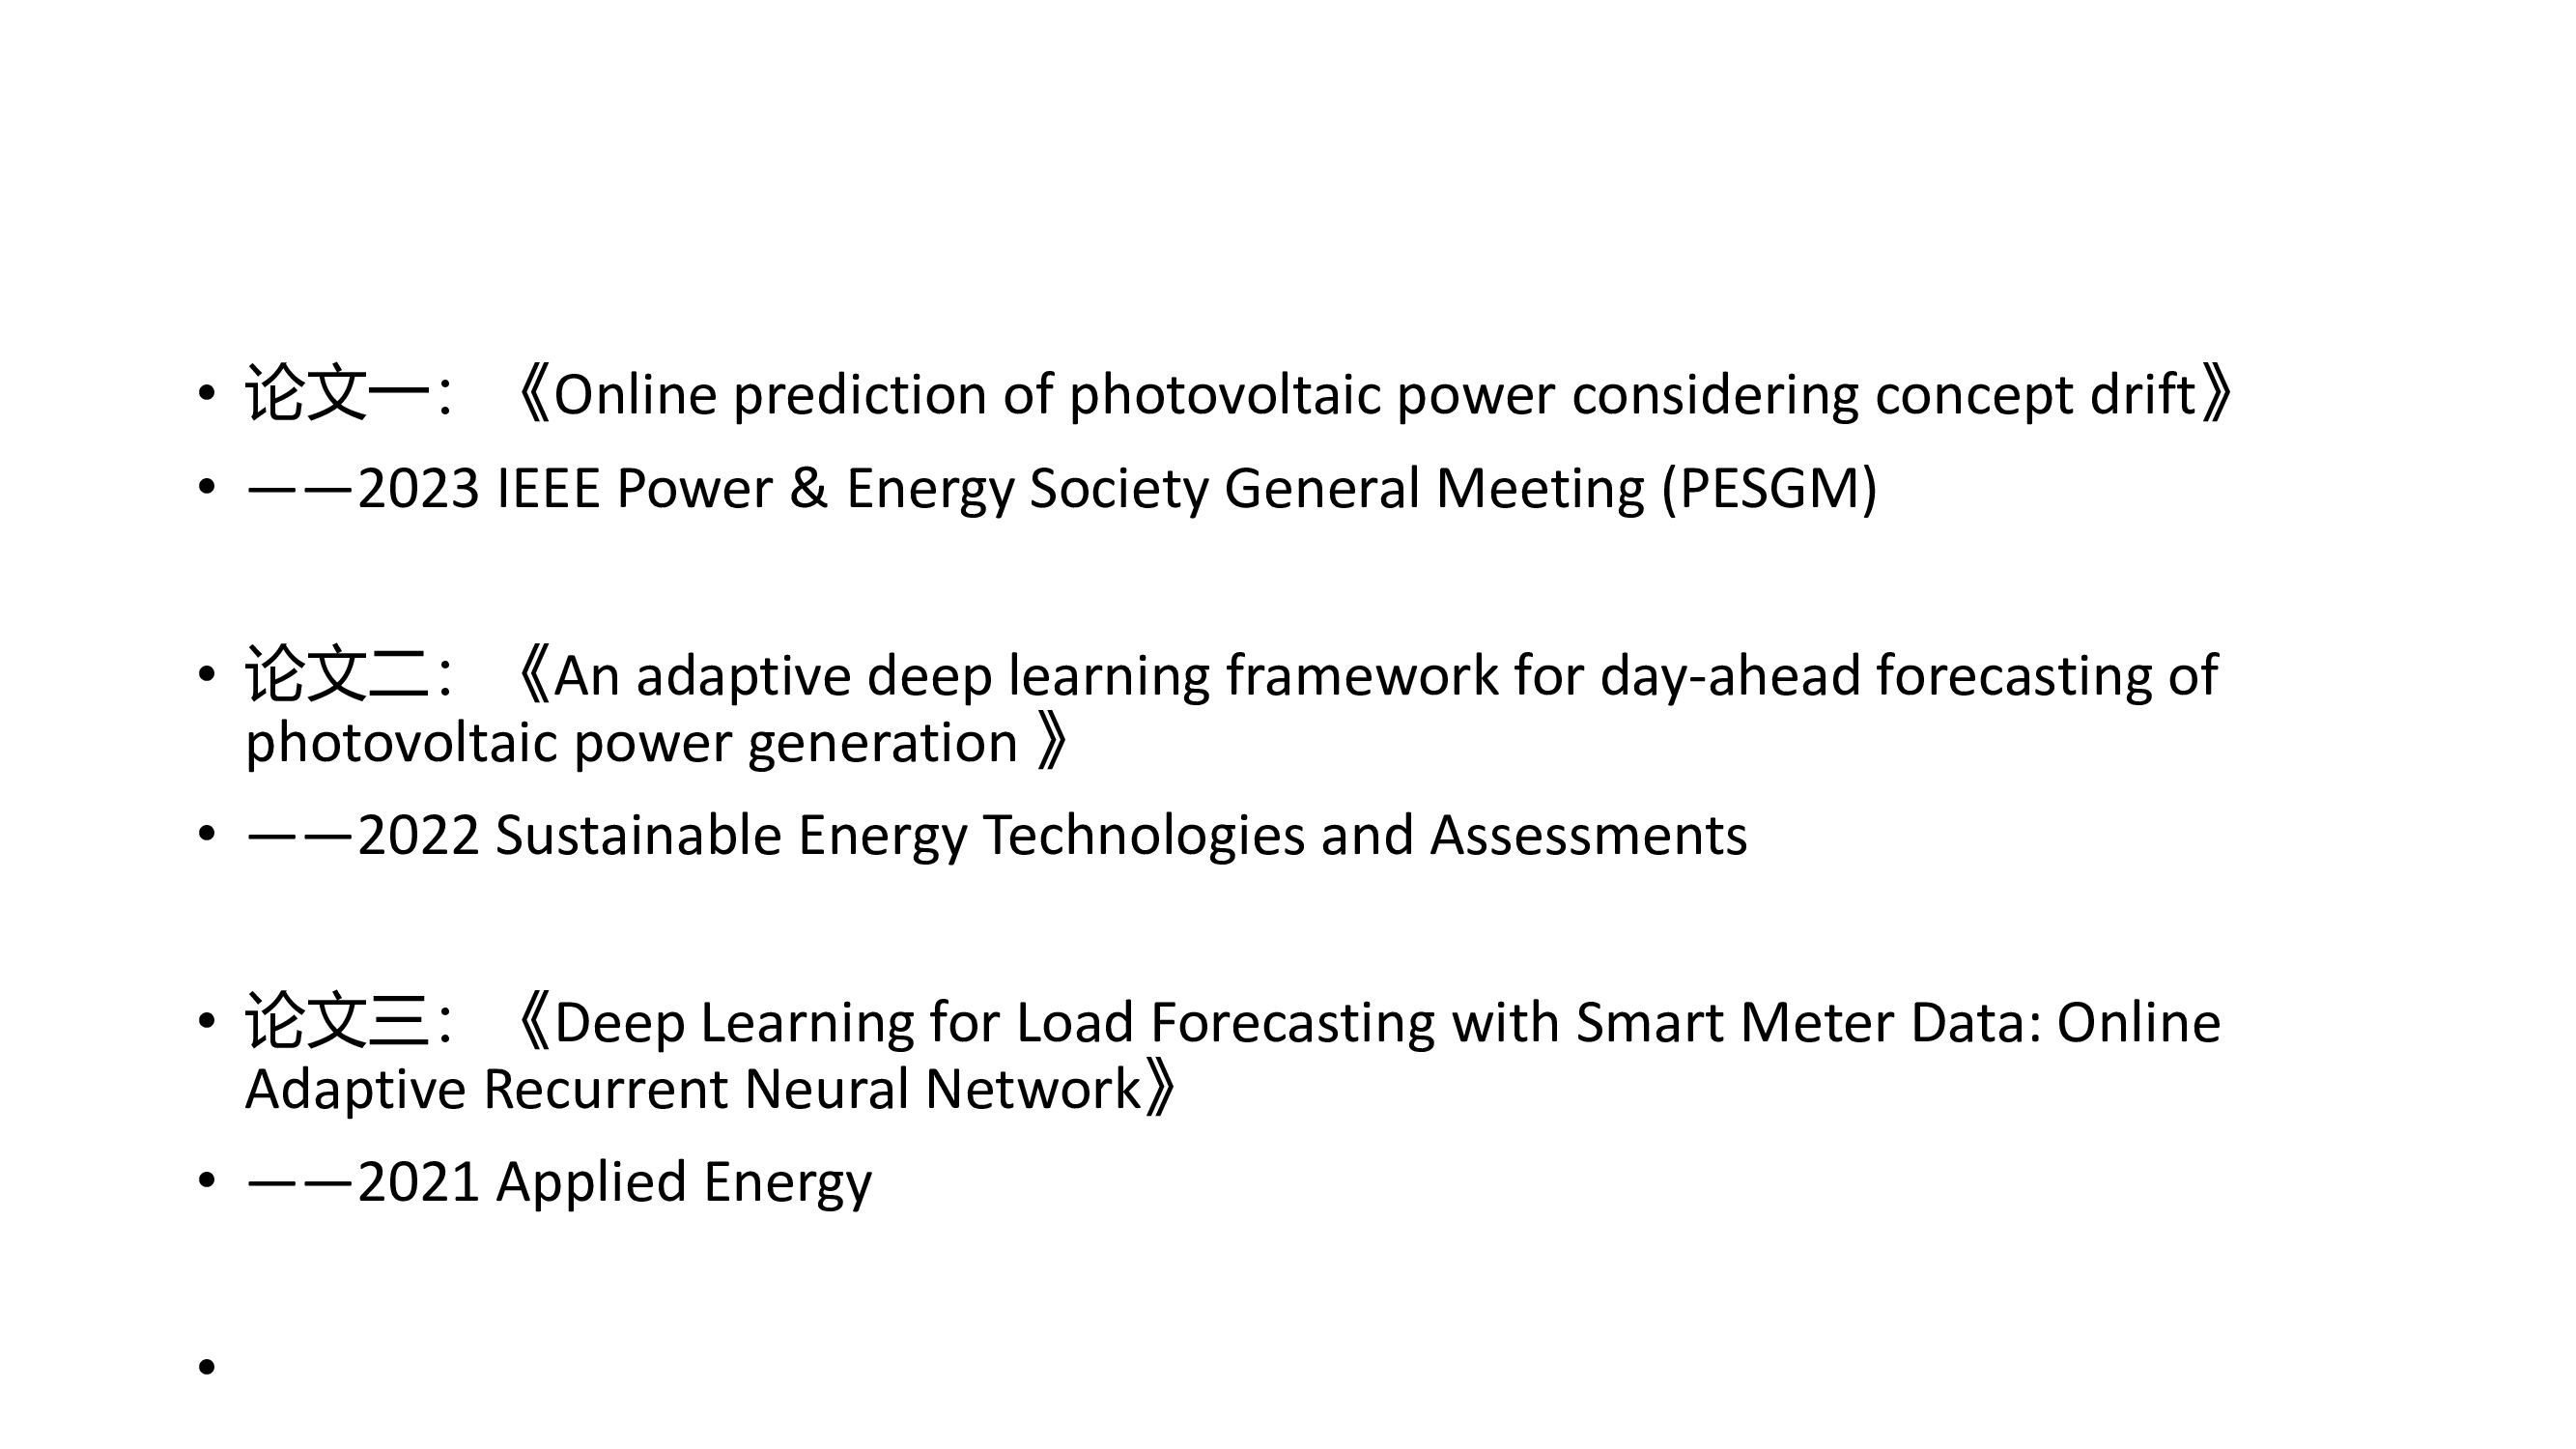 • 论文一：《Online prediction of photovoltaic power considering concept drift》
• ——2023 IEEE Power & Energy Society General Meeting (PESGM)
• 论文二：《An adaptive deep learning framework for day-ahead forecasting of
photovoltaic power generation 》
• ——2022 Sustainable Energy Technologies and Assessments
• 论文三：《Deep Learning for Load Forecasting with Smart Meter Data: Online
Adaptive Recurrent Neural Network》
• ——2021 Applied Energy
•